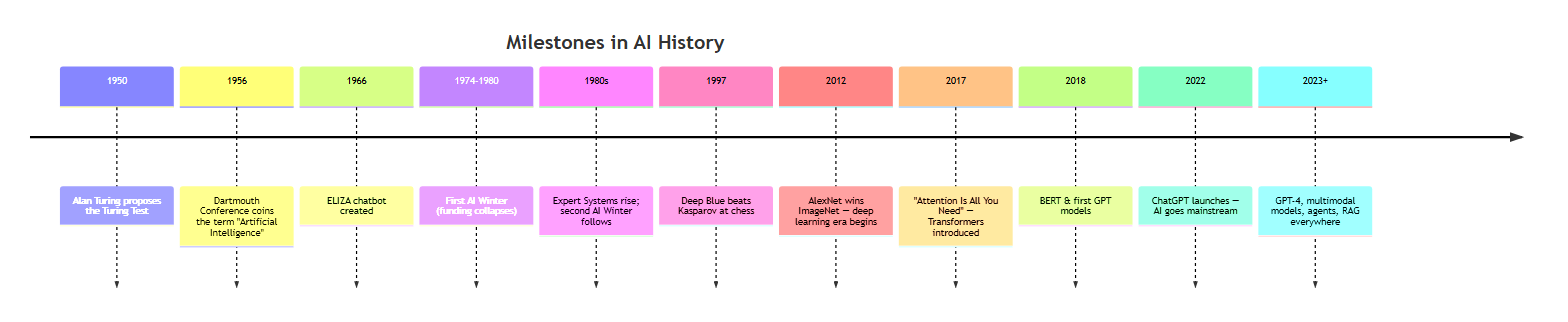 Milestones in AI History
1950
1956
1966
1974-1980
1980s
1997
2012
2017
2018
2022
2023+
Alan Turing proposes
the Turing Test
Dartmouth
Conference coins
the term "Artificial
Intelligence"
ELIZA chatbot
created
First AI Winter
(funding collapses)
Expert Systems rise;
second AI Winter
follows
Deep Blue beats
Kasparov at chess
AlexNet wins
ImageNet — deep
learning era begins
"Attention Is All You
Need" —
Transformers
introduced
BERT & first GPT
models
ChatGPT launches —
AI goes mainstream
GPT-4, multimodal
models, agents, RAG
everywhere